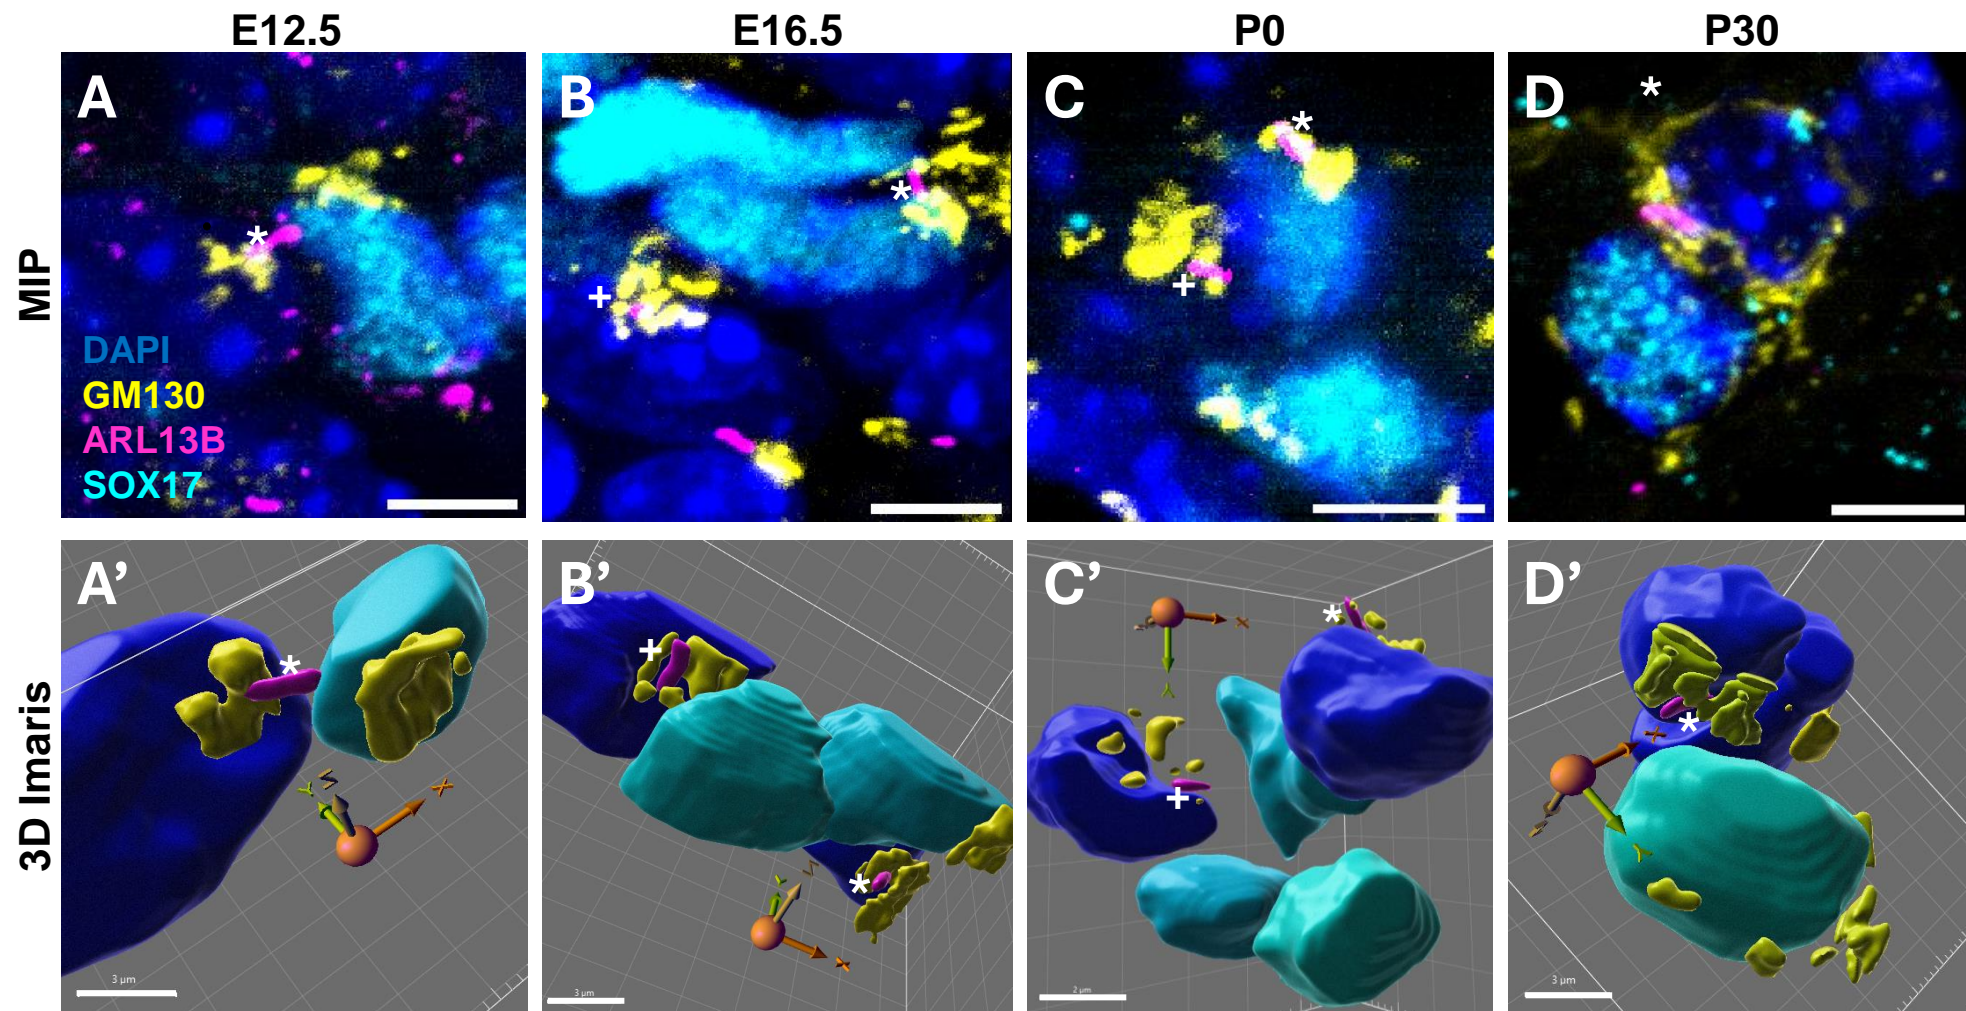 E12.5 E16.5 P0 P30
MIP
A * B * + C * + D *
DAPI
GM130
ARL13B
SOX17
3D Imaris
A’ * B’ + * C’ * + D’ *
X Y Z
3 µm
X Y Z
3 µm
X Y
2 µm
X Y Z
3 µm